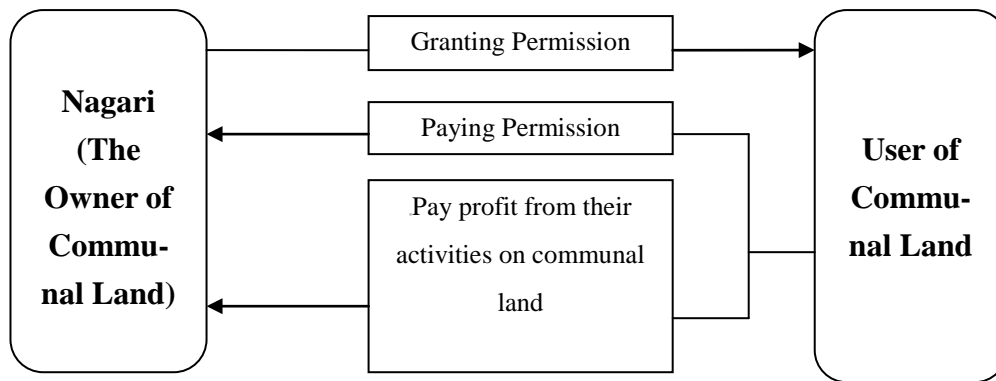 Nagari
(The
Owner of
Commu-
nal Land)
Granting Permission
Paying Permission
Pay profit from their
activities on communal
land
User of
Commu-
nal Land